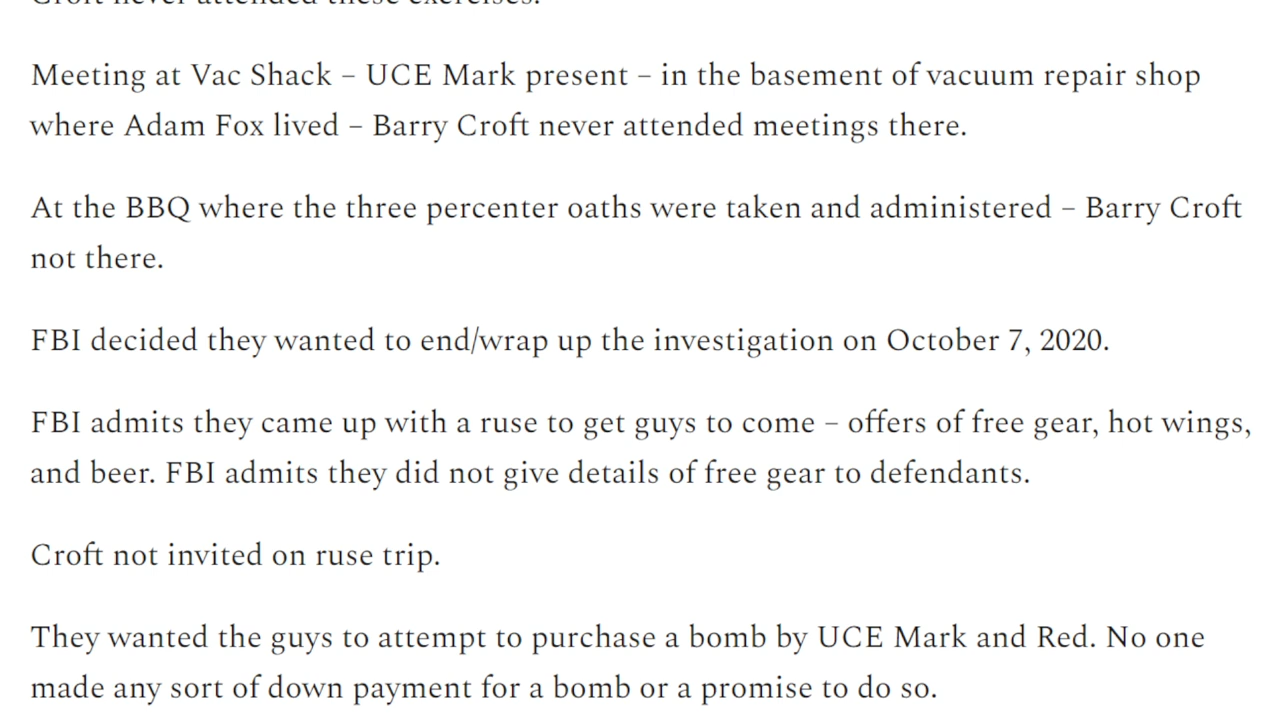 Croft never attended these exercises.
Meeting at Vac Shack – UCE Mark present – in the basement of vacuum repair shop
where Adam Fox lived – Barry Croft never attended meetings there.
At the BBQ where the three percenter oaths were taken and administered – Barry Croft
not there.
FBI decided they wanted to end/wrap up the investigation on October 7, 2020.
FBI admits they came up with a ruse to get guys to come – offers of free gear, hot wings,
and beer. FBI admits they did not give details of free gear to defendants.
Croft not invited on ruse trip.
They wanted the guys to attempt to purchase a bomb by UCE Mark and Red. No one
made any sort of down payment for a bomb or a promise to do so.